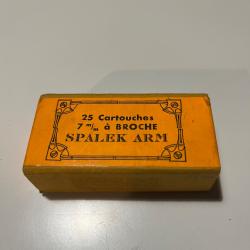 25 Cartouches
7 m/m à BROCHE
SPALEK ARM